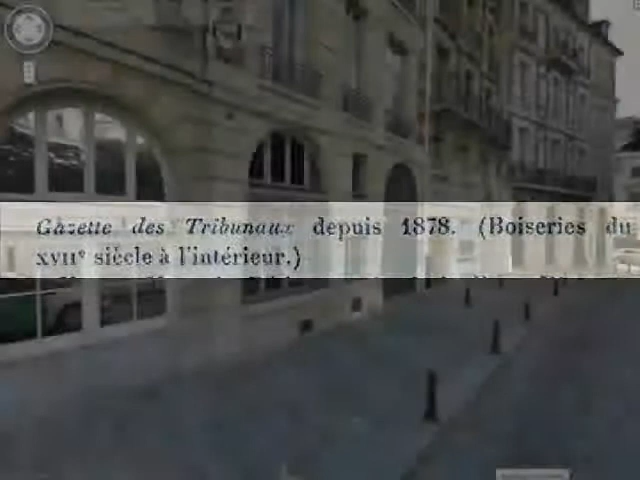 Gazette des Tribunaux depuis 1878. (Boiseries du
XVIIe siècle à l'intérieur.)